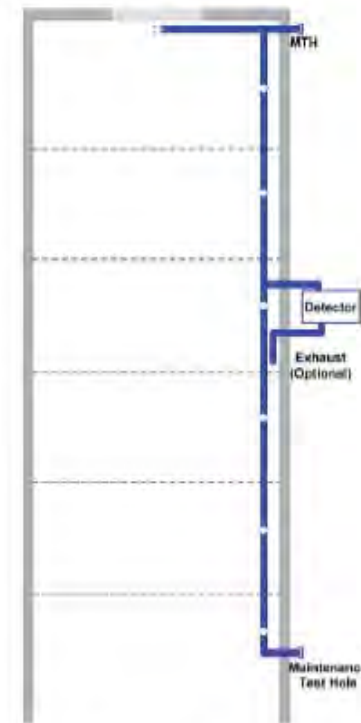 MTH
Detector
Exhaust
(Optional)
Maintenanc
Test Hole